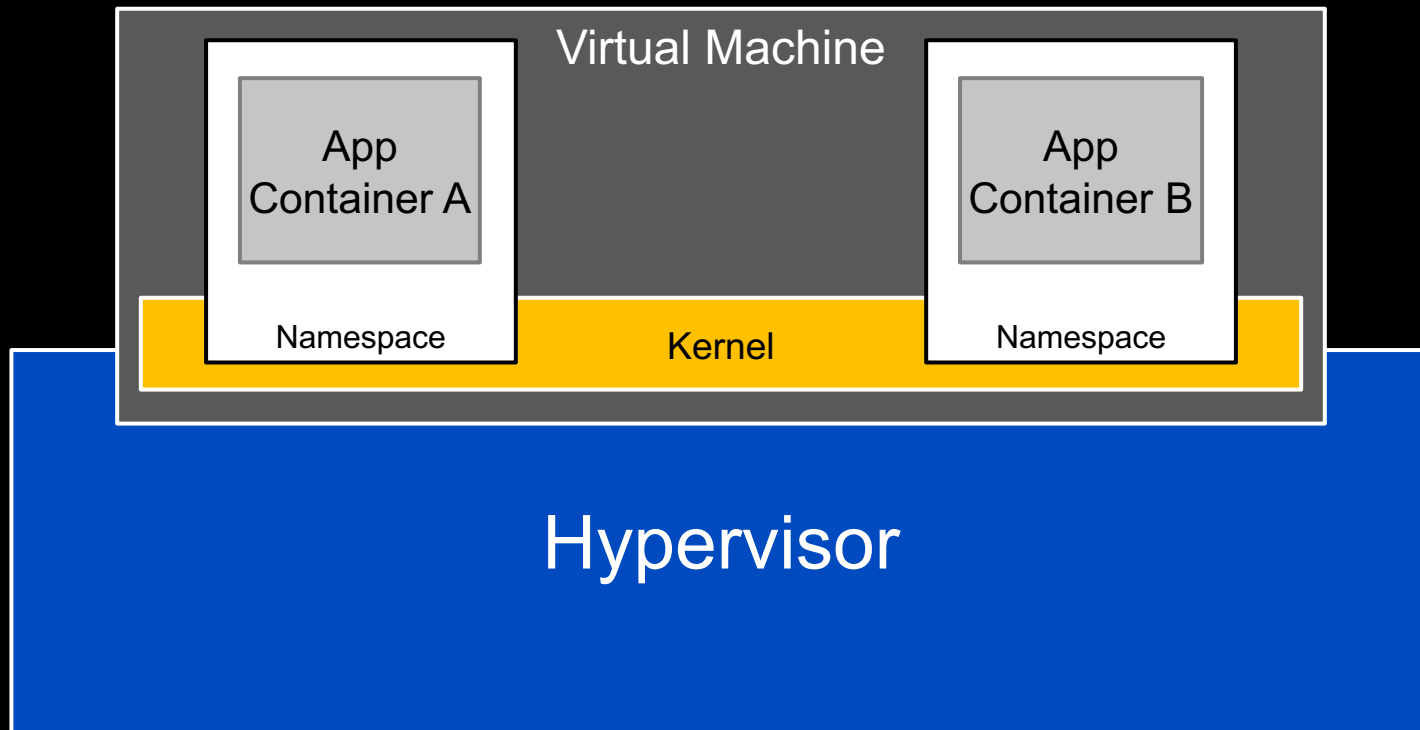 Virtual Machine
App
Container A
App
Container B
Namespace
Kernel
Namespace
Hypervisor